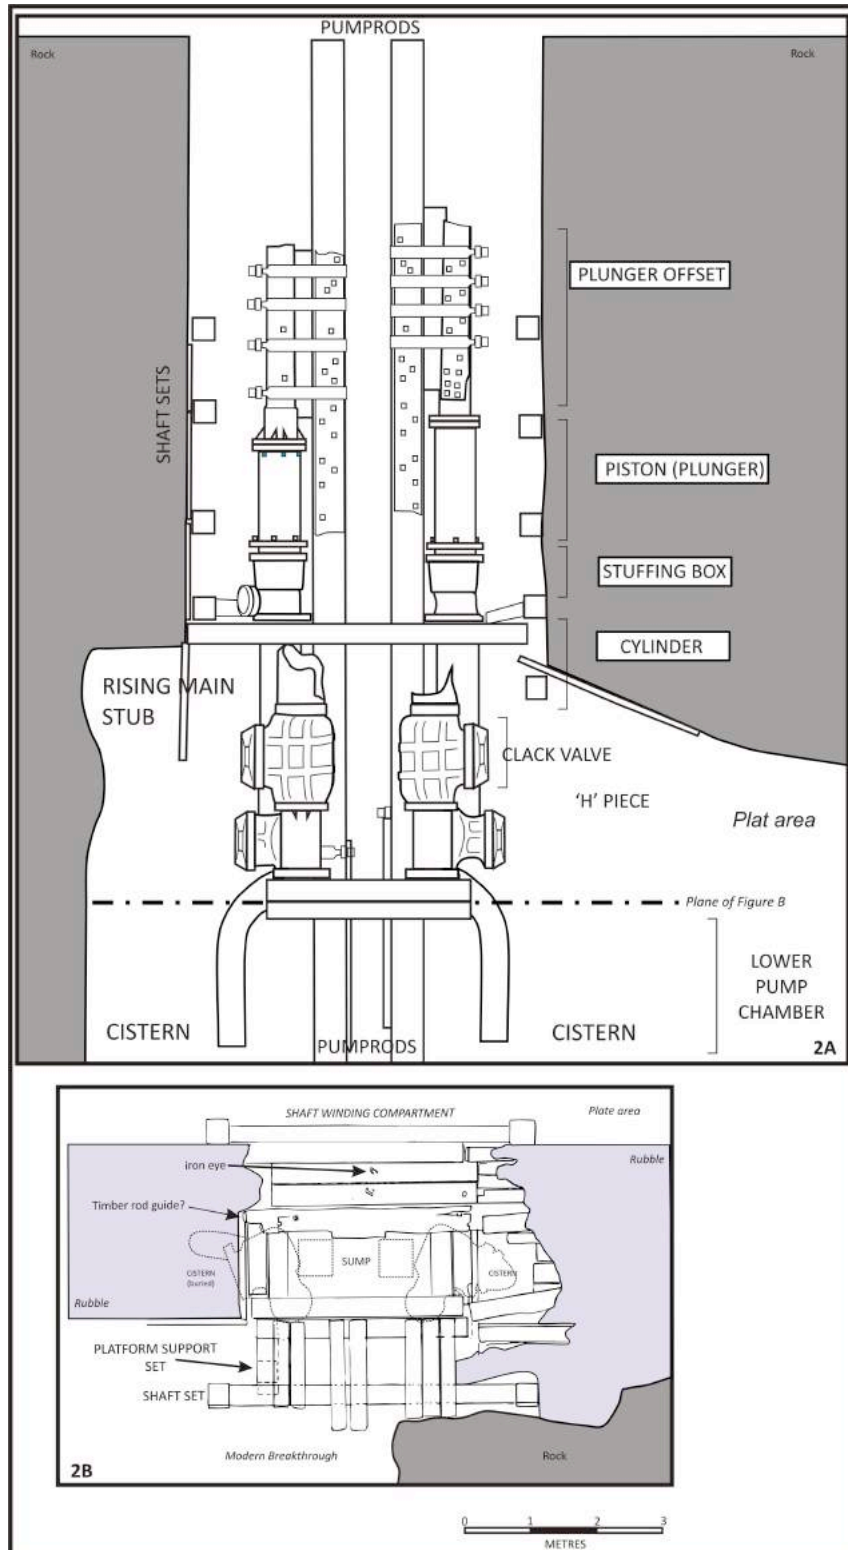 PUMPRODS
Rock
Rock
PLUNGER OFFSET
SHAFT SETS
PISTON (PLUNGER)
STUFFING BOX
CYLINDER
RISING MAIN
STUB
CLACK VALVE
'H' PIECE
Plat area
Plane of Figure B
LOWER
PUMP
CHAMBER
CISTERN
CISTERN
PUMPRODS
2A
SHAFT WINDING COMPARTMENT
Plate area
Rubble
iron eye
Timber rod guide?
SUMP
CISTERN
(buried)
CISTERN
Rubble
PLATFORM SUPPORT
SET
SHAFT SET
Modern Breakthrough
Rock
2B
0 1 2 3
METRES